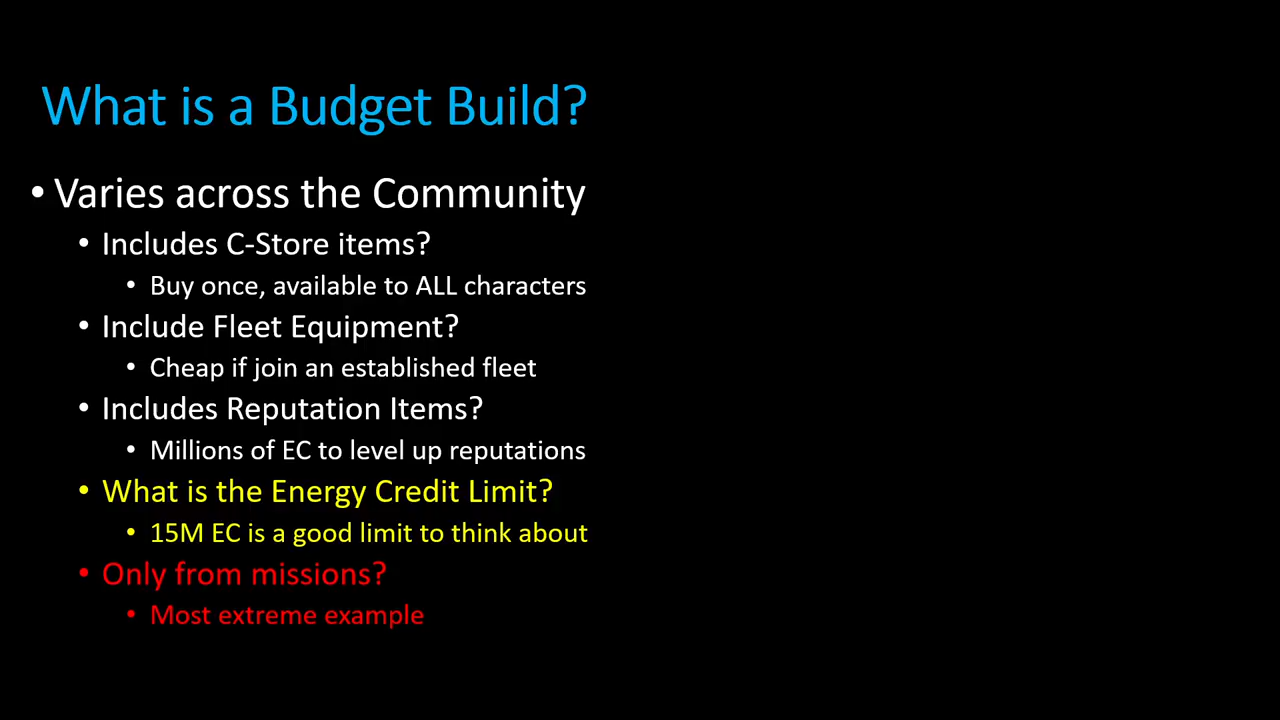 What is a Budget Build?
• Varies across the Community
• Includes C-Store items?
• Buy once, available to ALL characters
• Include Fleet Equipment?
• Cheap if join an established fleet
• Includes Reputation Items?
• Millions of EC to level up reputations
• What is the Energy Credit Limit?
• 15M EC is a good limit to think about
• Only from missions?
• Most extreme example